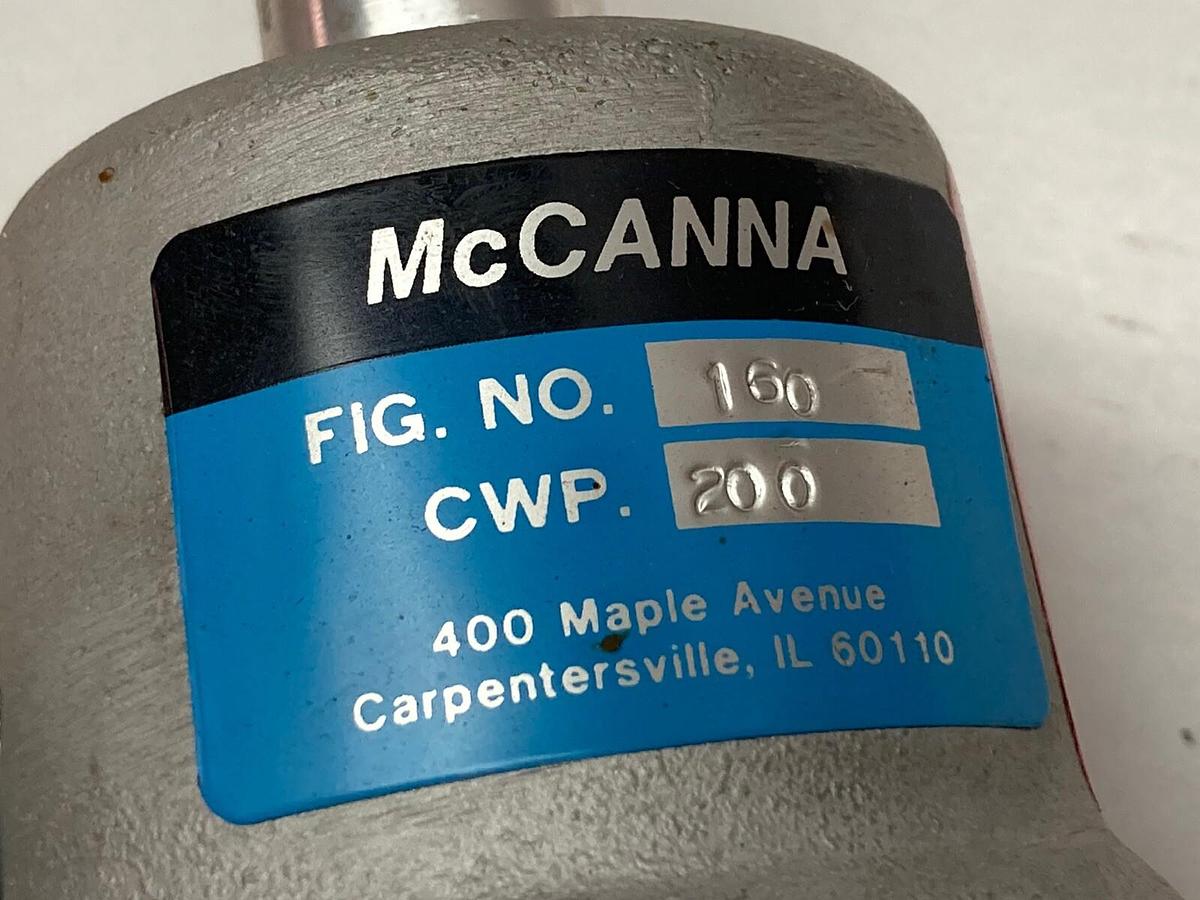 McCANNA
FIG. NO. 160
CWP. 200
400 Maple Avenue
Carpentersville, IL 60110